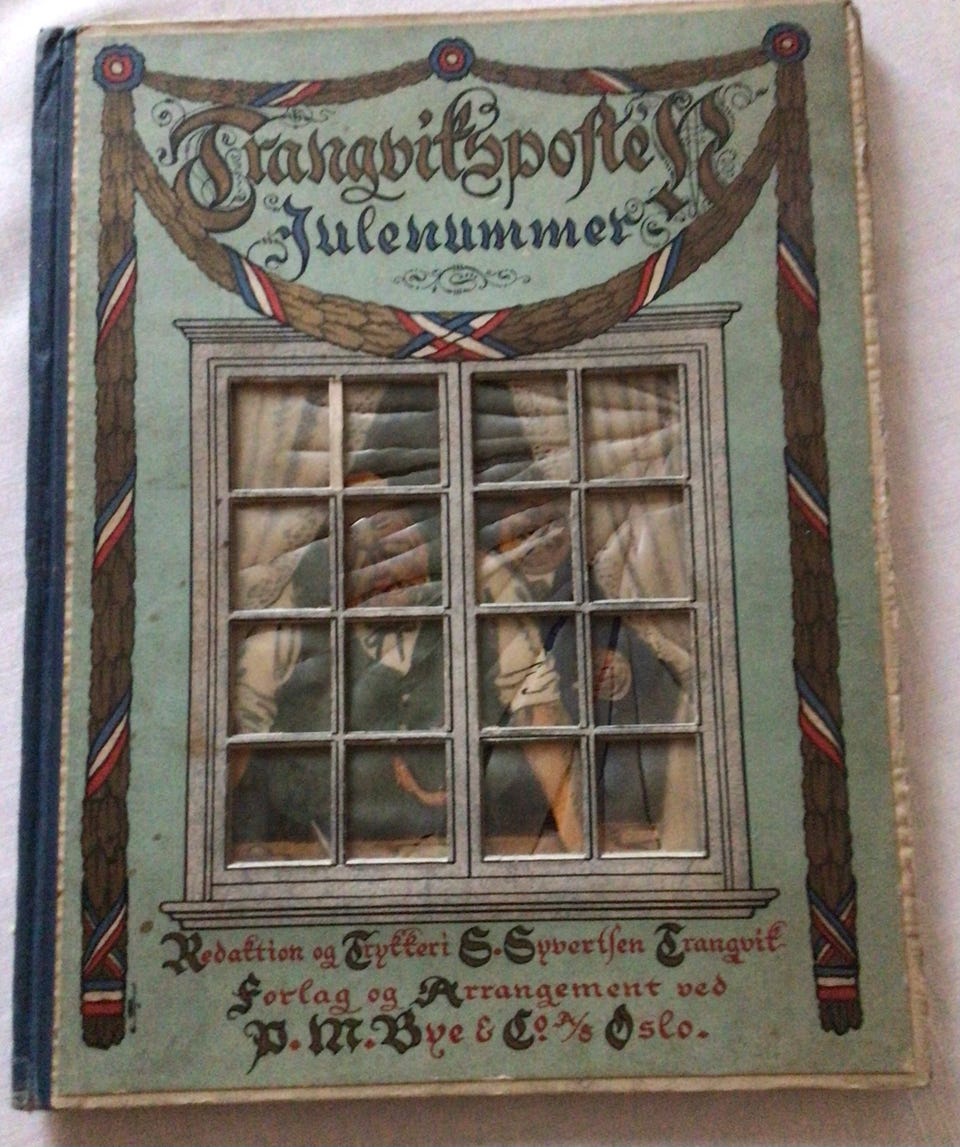 Trangviksposten
Julenummer
Redaktion og Trykkeri S. Syvertsen Trangvik.
Forlag og Arrangement ved
P. M. Bye & Co. A/S Oslo.